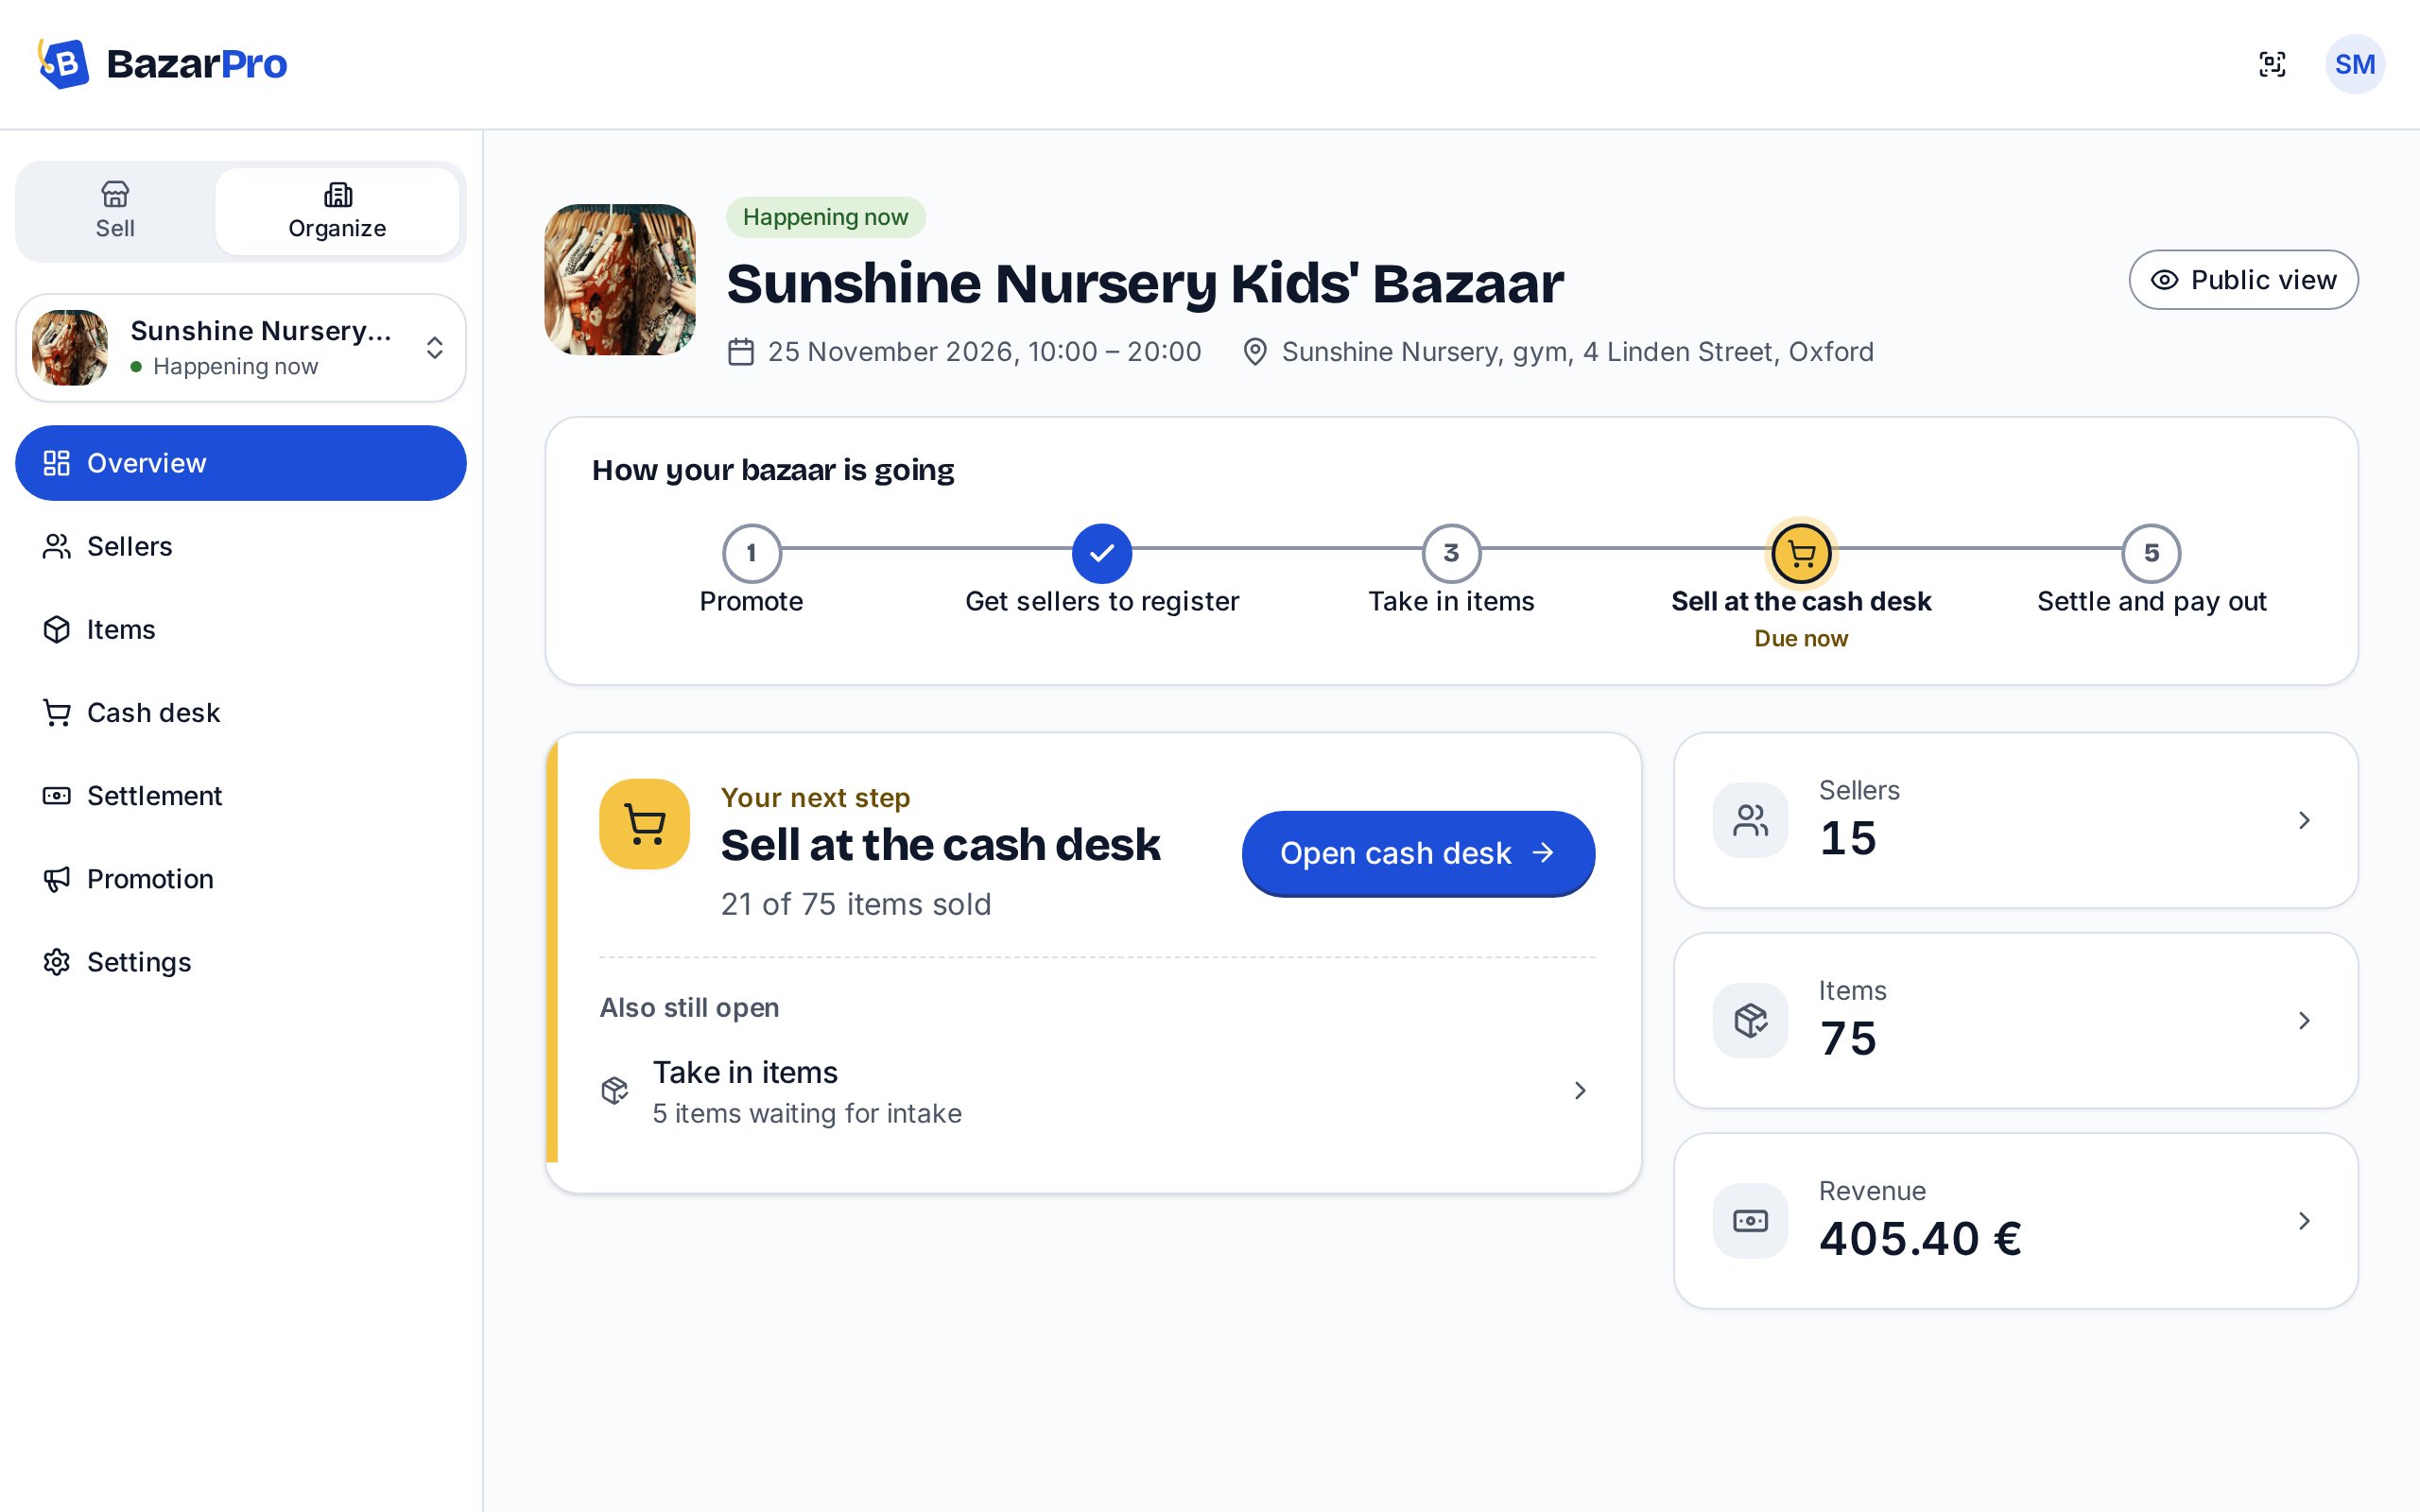 B BazarPro
SM
Sell
Organize
Sunshine Nursery...
Happening now
Overview
Sellers
Items
Cash desk
Settlement
Promotion
Settings
Happening now
Sunshine Nursery Kids' Bazaar
25 November 2026, 10:00 – 20:00
Sunshine Nursery, gym, 4 Linden Street, Oxford
Public view
How your bazaar is going
1
Promote
Get sellers to register
3
Take in items
Sell at the cash desk
Due now
5
Settle and pay out
Your next step
Sell at the cash desk
21 of 75 items sold
Open cash desk
Also still open
Take in items
5 items waiting for intake
Sellers
15
Items
75
Revenue
405.40 €